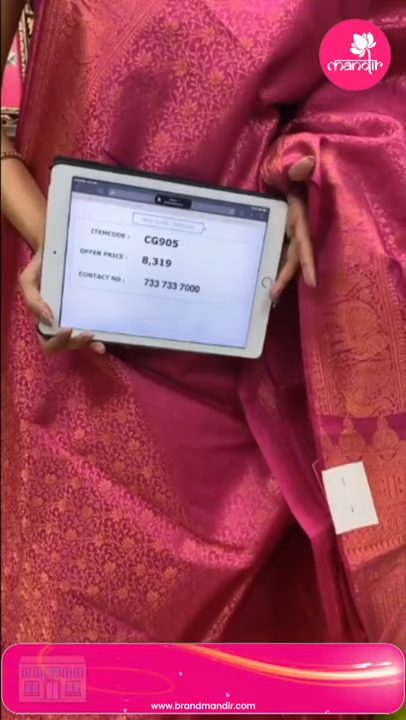 mandir
ITEMCODE : CG905
OFFER PRICE : 8,319
CONTACT NO : 733 733 7000
www.brandmandir.com